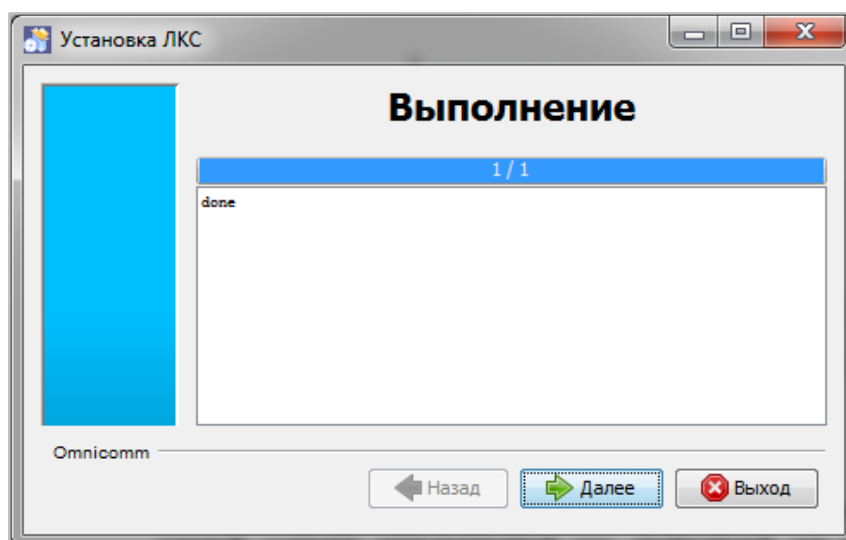 Установка ЛКС
Выполнение
1 / 1
done
Omnicomm
Назад
Далее
Выход